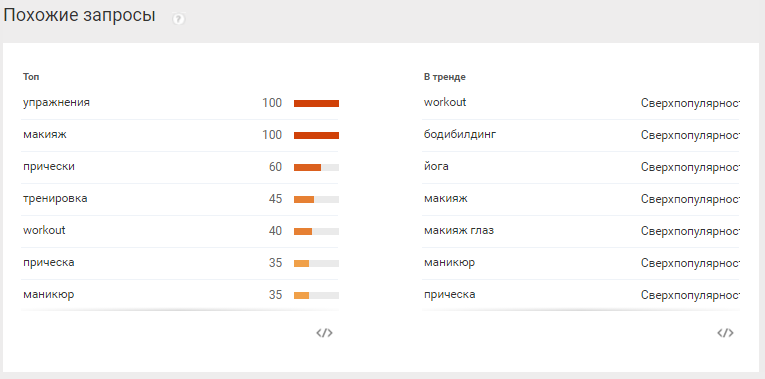 Похожие запросы ?
Топ
упражнения 100
макияж 100
прически 60
тренировка 45
workout 40
прическа 35
маникюр 35
</>
В тренде
workout Сверхпопулярнос
бодибилдинг Сверхпопулярнос
йога Сверхпопулярнос
макияж Сверхпопулярнос
макияж глаз Сверхпопулярнос
маникюр Сверхпопулярнос
прическа Сверхпопулярнос
</>